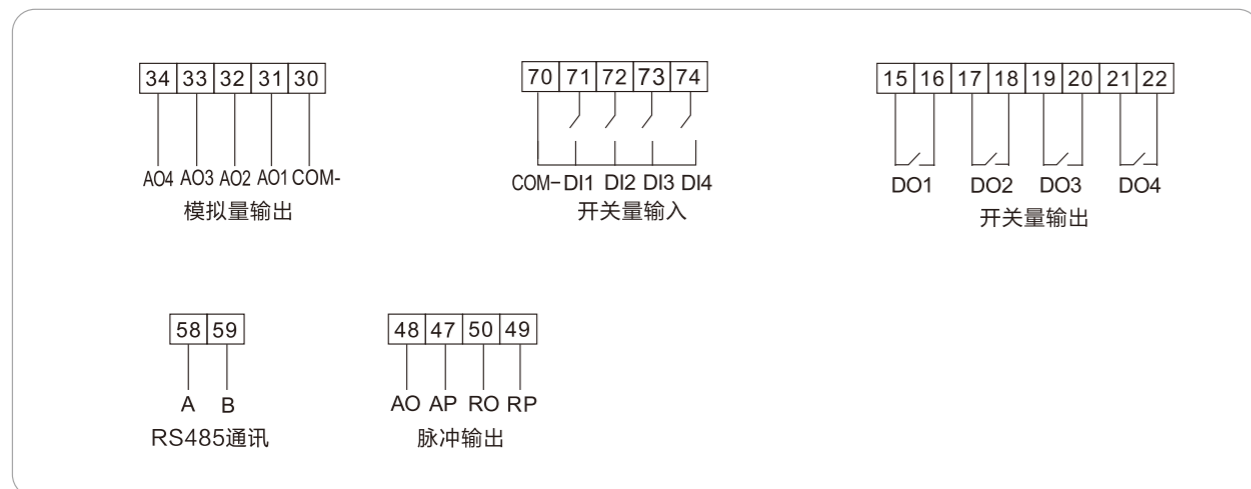 34 33 32 31 30
AO4 AO3 AO2 AO1 COM-
模拟量输出
70 71 72 73 74
COM- DI1 DI2 DI3 DI4
开关量输入
15 16 17 18 19 20 21 22
DO1 DO2 DO3 DO4
开关量输出
58 59
A B
RS485通讯
48 47 50 49
AO AP RO RP
脉冲输出